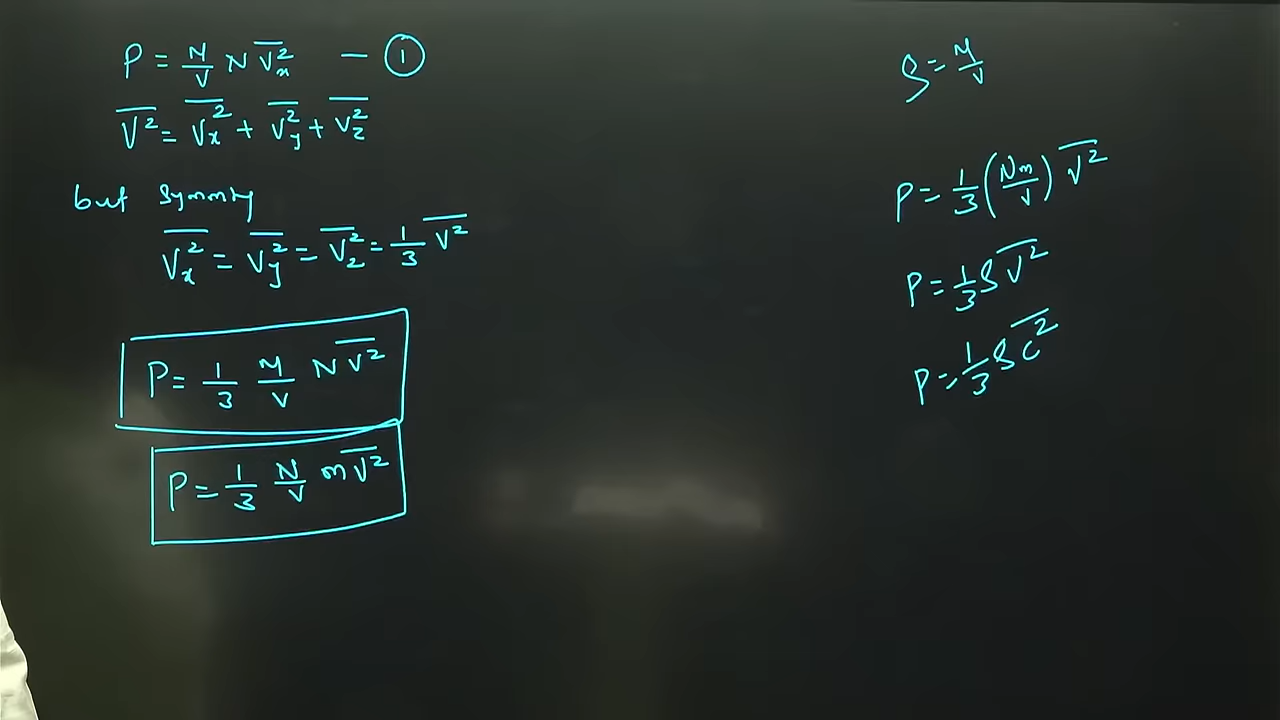 P = M/V N \overline{V_x^2} — ①
\overline{V^2} = \overline{V_x^2} + \overline{V_y^2} + \overline{V_z^2}
but Symmty
\overline{V_x^2} = \overline{V_y^2} = \overline{V_z^2} = 1/3 \overline{V^2}
P = 1/3 M/V N \overline{V^2}
P = 1/3 N/V m \overline{V^2}
ρ = M/V
P = 1/3 (Nm/V) \overline{V^2}
P = 1/3 ρ \overline{V^2}
P = 1/3 ρ \overline{C^2}